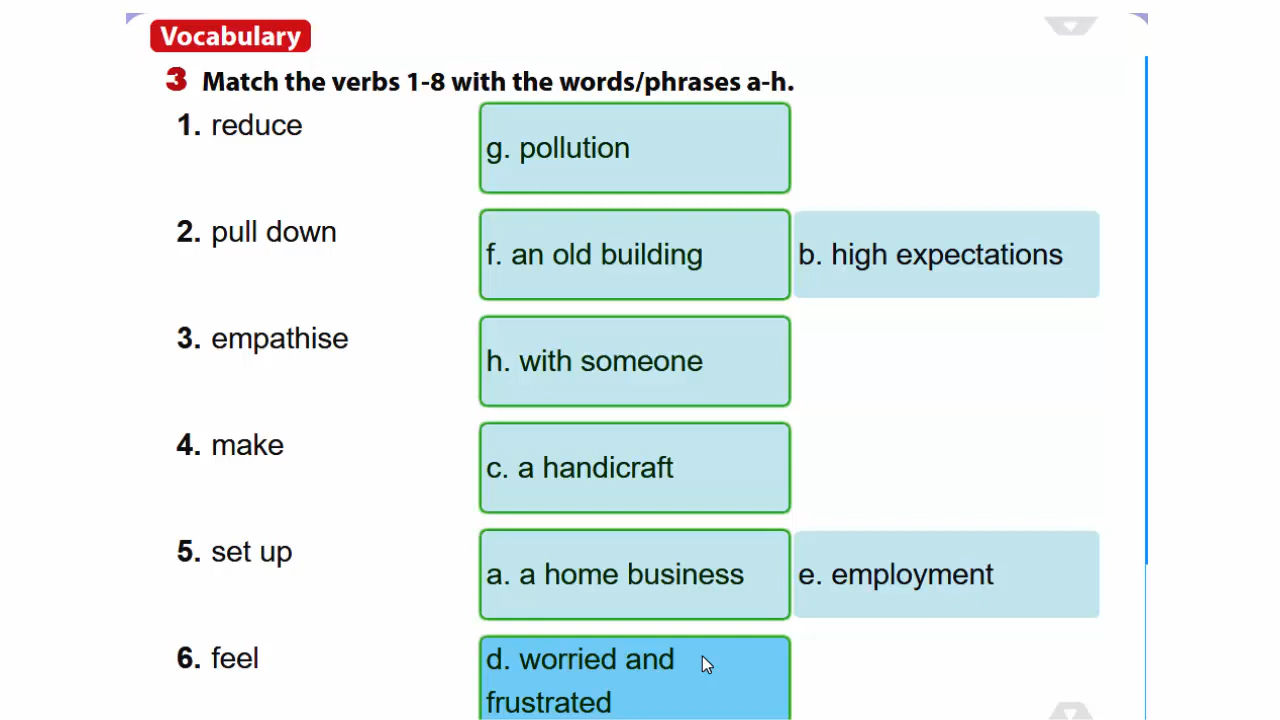 Vocabulary
3 Match the verbs 1-8 with the words/phrases a-h.
1. reduce
g. pollution
2. pull down
f. an old building
b. high expectations
3. empathise
h. with someone
4. make
c. a handicraft
5. set up
a. a home business
e. employment
6. feel
d. worried and
frustrated